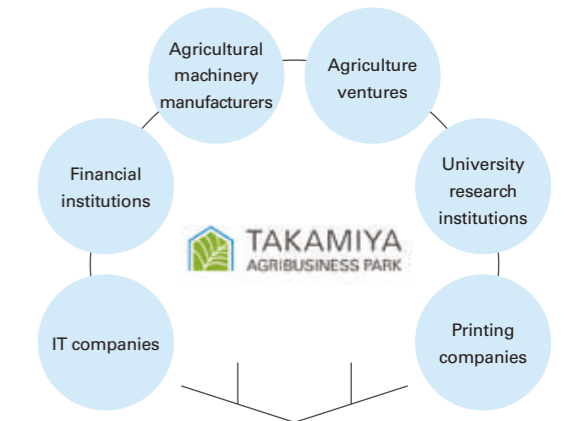 Agricultural
machinery
manufacturers
Agriculture
ventures
Financial
institutions
University
research
institutions
TAKAMIYA
AGRIBUSINESS PARK
IT companies
Printing
companies